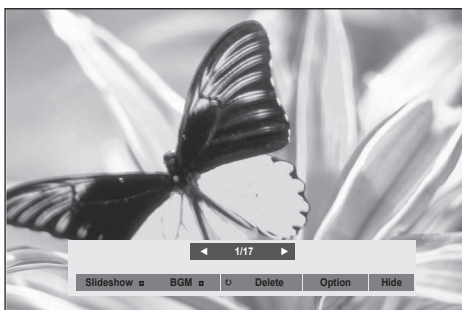 ◄ 1/17 ►
Slideshow BGM ↻ Delete Option Hide